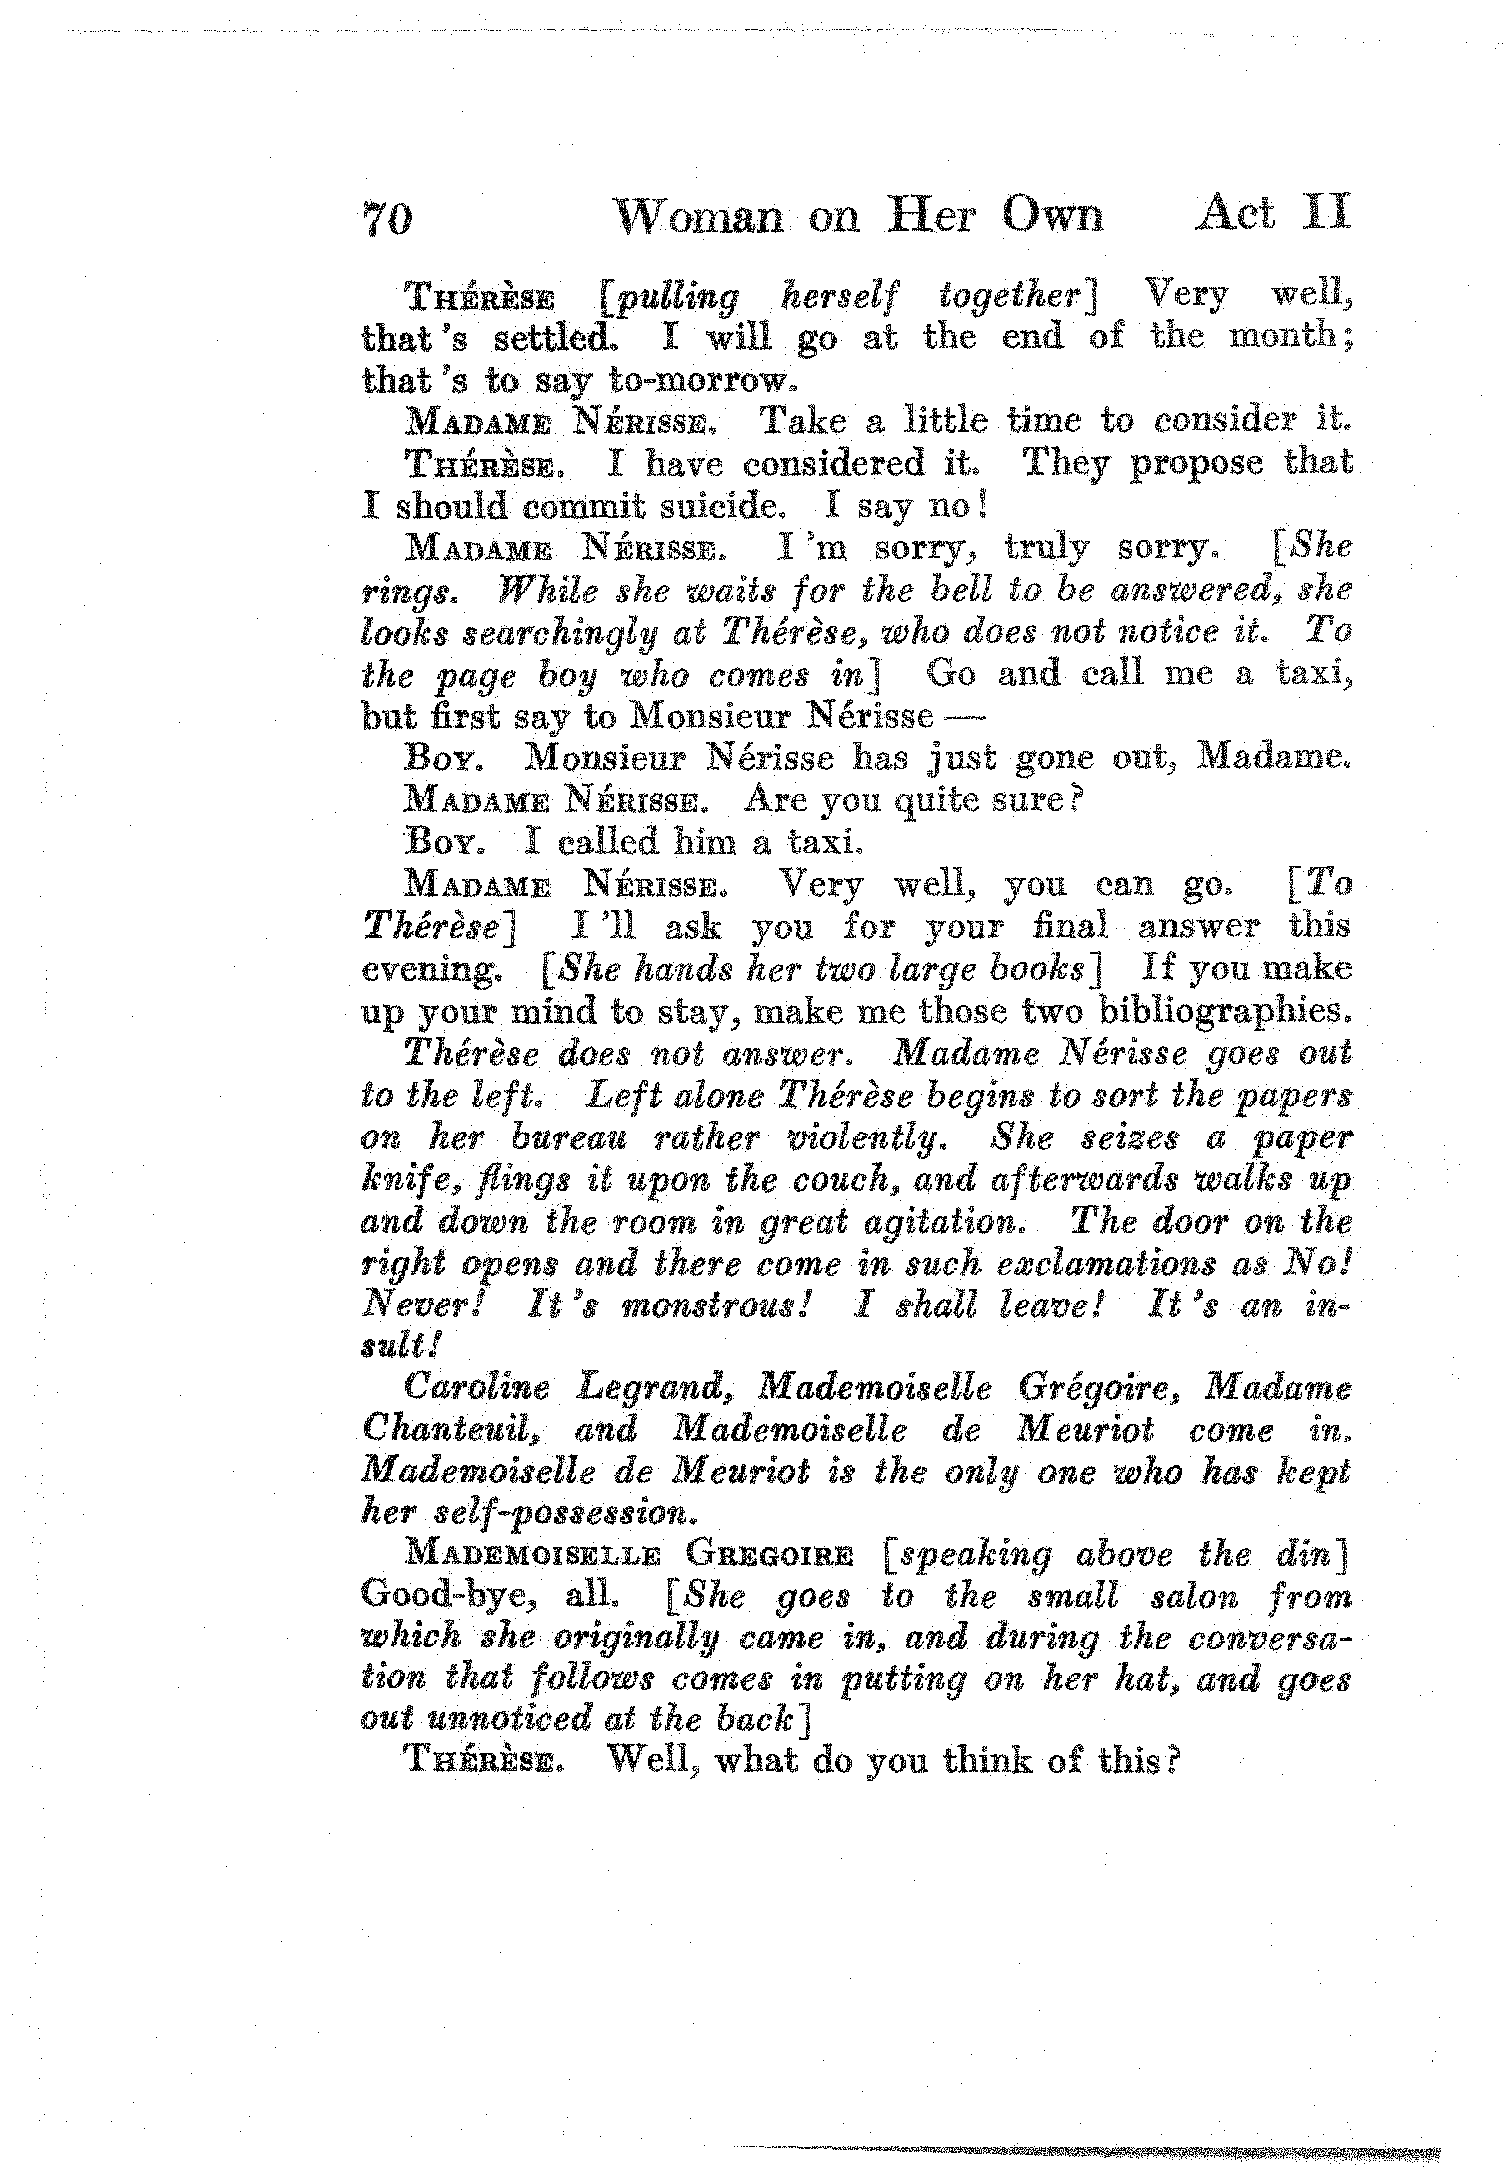 70 Woman on Her Own Act II
THÉRÈSE [pulling herself together] Very well,
that 's settled. I will go at the end of the month;
that 's to say to-morrow.
MADAME NÉRISSE. Take a little time to consider it.
THÉRÈSE. I have considered it. They propose that
I should commit suicide. I say no!
MADAME NÉRISSE. I 'm sorry, truly sorry. [She
rings. While she waits for the bell to be answered, she
looks searchingly at Thérèse, who does not notice it. To
the page boy who comes in] Go and call me a taxi,
but first say to Monsieur Nérisse —
BOY. Monsieur Nérisse has just gone out, Madame.
MADAME NÉRISSE. Are you quite sure?
BOY. I called him a taxi.
MADAME NÉRISSE. Very well, you can go. [To
Thérèse] I 'll ask you for your final answer this
evening. [She hands her two large books] If you make
up your mind to stay, make me those two bibliographies.
Thérèse does not answer. Madame Nérisse goes out
to the left. Left alone Thérèse begins to sort the papers
on her bureau rather violently. She seizes a paper
knife, flings it upon the couch, and afterwards walks up
and down the room in great agitation. The door on the
right opens and there come in such exclamations as No!
Never! It 's monstrous! I shall leave! It 's an in-
sult!
Caroline Legrand, Mademoiselle Grégoire, Madame
Chanteuil, and Mademoiselle de Meuriot come in.
Mademoiselle de Meuriot is the only one who has kept
her self-possession.
MADEMOISELLE GREGOIRE [speaking above the din]
Good-bye, all. [She goes to the small salon from
which she originally came in, and during the conversa-
tion that follows comes in putting on her hat, and goes
out unnoticed at the back]
THÉRÈSE. Well, what do you think of this?